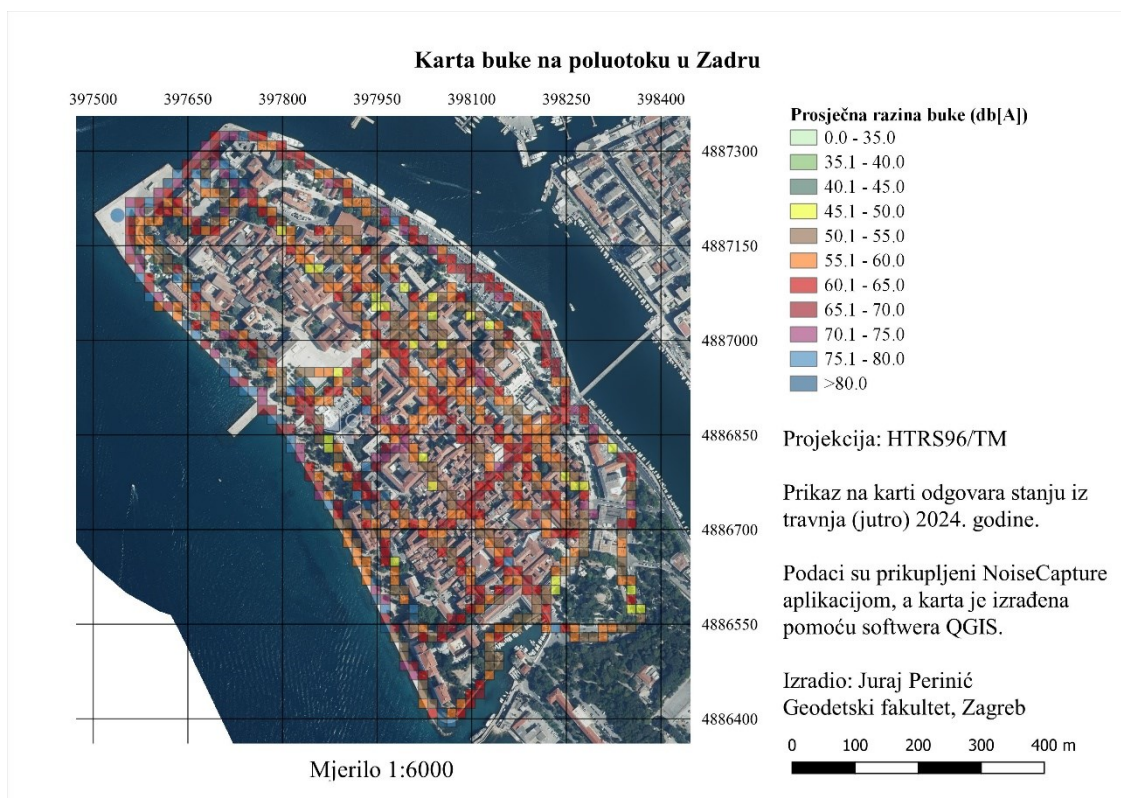 Karta buke na poluotoku u Zadru
397500 397650 397800 397950 398100 398250 398400
Prosječna razina buke (db[A])
0.0 - 35.0
35.1 - 40.0
40.1 - 45.0
45.1 - 50.0
50.1 - 55.0
55.1 - 60.0
60.1 - 65.0
65.1 - 70.0
70.1 - 75.0
75.1 - 80.0
>80.0
4887300
4887150
4887000
4886850
4886700
4886550
4886400
Projekcija: HTRS96/TM
Prikaz na karti odgovara stanju iz
travnja (jutro) 2024. godine.
Podaci su prikupljeni NoiseCapture
aplikacijom, a karta je izrađena
pomoću softwera QGIS.
Izradio: Juraj Perinić
Geodetski fakultet, Zagreb
0 100 200 300 400 m
Mjerilo 1:6000